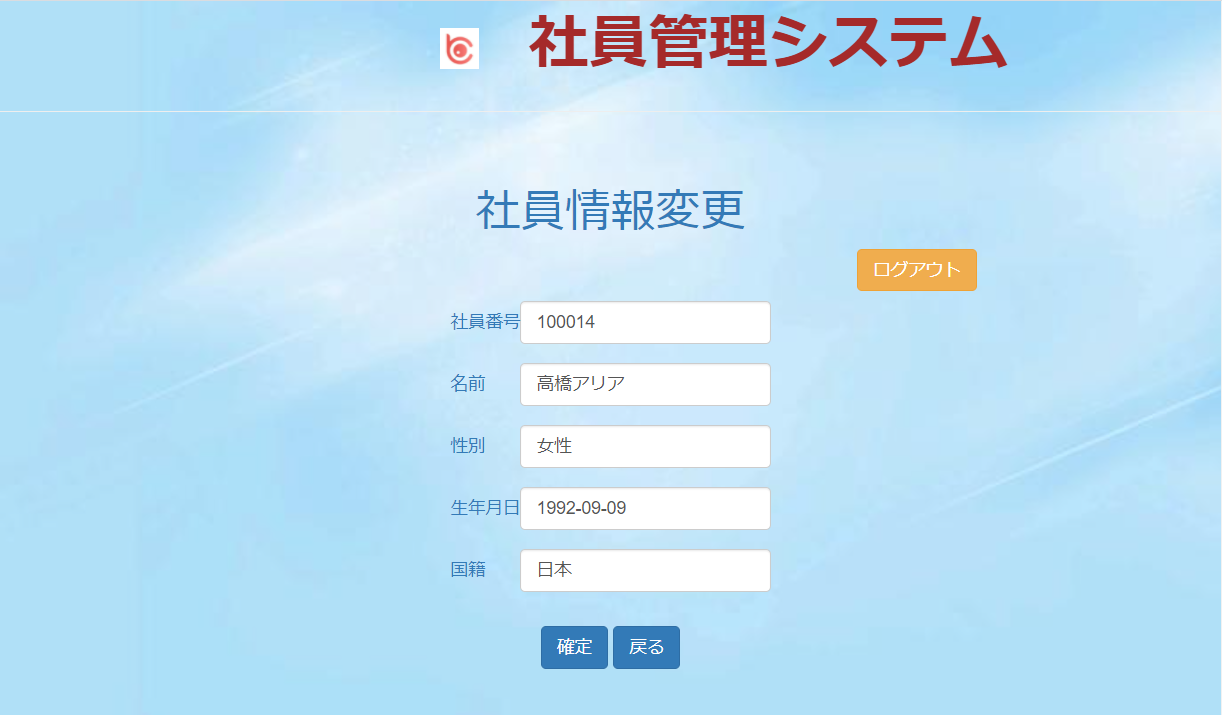 社員管理システム
社員情報変更
ログアウト
社員番号 100014
名前 高橋アリア
性別 女性
生年月日 1992-09-09
国籍 日本
確定 戻る